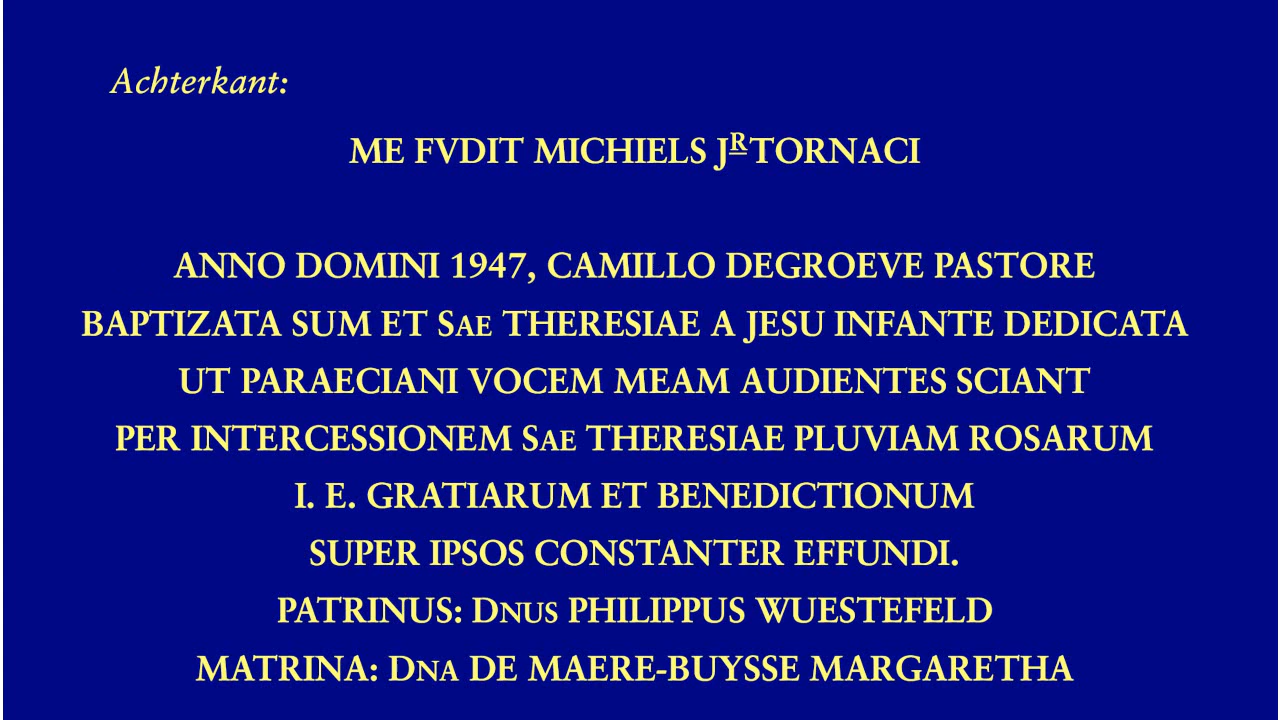 Achterkant:
ME FVDIT MICHIELS JR TORNACI
ANNO DOMINI 1947, CAMILLO DEGROEVE PASTORE
BAPTIZATA SUM ET SAE THERESIAE A JESU INFANTE DEDICATA
UT PARAECIANI VOCEM MEAM AUDIENTES SCIANT
PER INTERCESSIONEM SAE THERESIAE PLUVIAM ROSARUM
I. E. GRATIARUM ET BENEDICTIONUM
SUPER IPSOS CONSTANTER EFFUNDI.
PATRINUS: DNUS PHILIPPUS WUESTEFELD
MATRINA: DNA DE MAERE-BUYSSE MARGARETHA